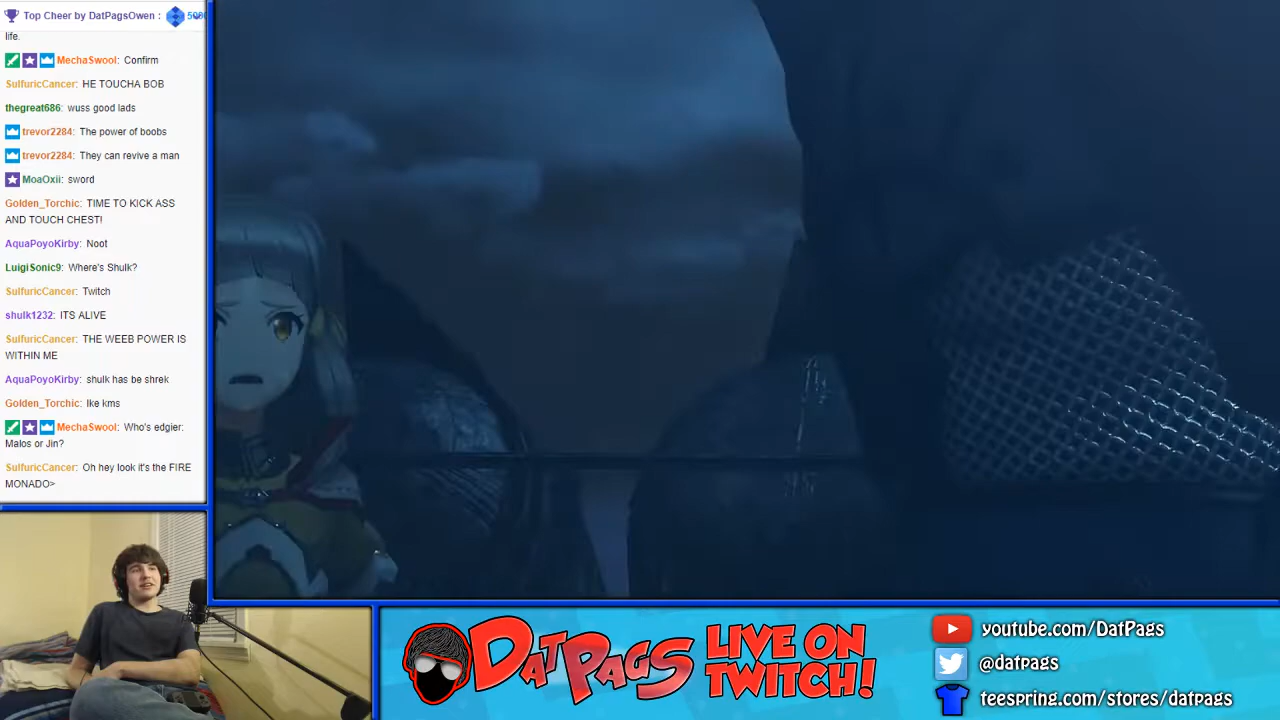 Top Cheer by DatPagsOwen :
life.
MechaSwool: Confirm
SulfuricCancer: HE TOUCHA BOB
thegreat686: wuss good lads
trevor2284: The power of boobs
trevor2284: They can revive a man
MoaOxii: sword
Golden_Torchic: TIME TO KICK ASS
AND TOUCH CHEST!
AquaPoyoKirby: Noot
LuigiSonic9: Where's Shulk?
SulfuricCancer: Twitch
shulk1232: ITS ALIVE
SulfuricCancer: THE WEEB POWER IS
WITHIN ME
AquaPoyoKirby: shulk has be shrek
Golden_Torchic: Ike kms
MechaSwool: Who's edgier:
Malos or Jin?
SulfuricCancer: Oh hey look it's the FIRE
MONADO>
DATPAGS
LIVE ON
TWITCH!
youtube.com/DatPags
@datpags
teespring.com/stores/datpags